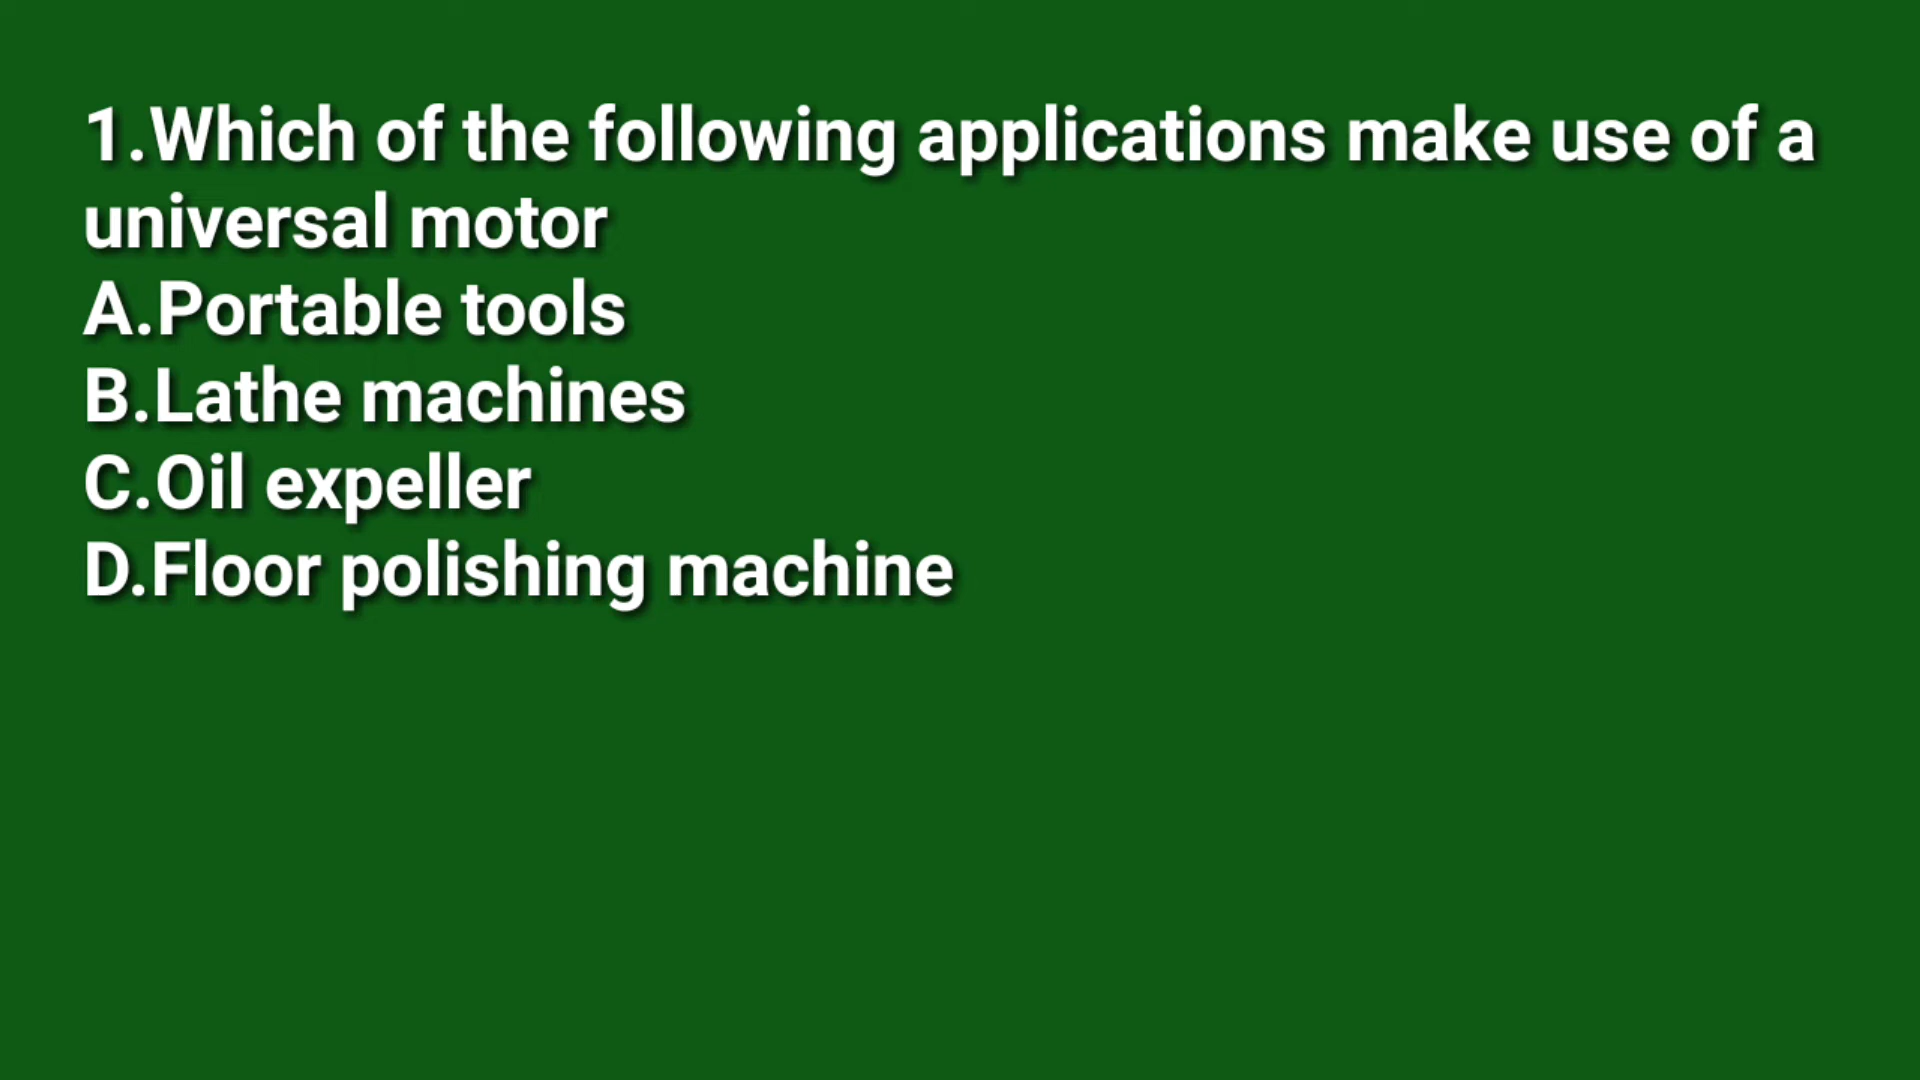 1.Which of the following applications make use of a
universal motor
A.Portable tools
B.Lathe machines
C.Oil expeller
D.Floor polishing machine